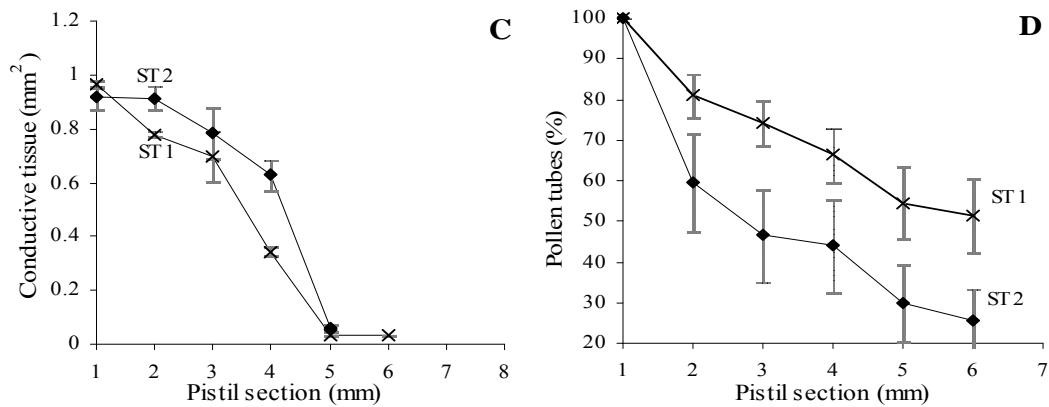 C
1.2
1
0.8
0.6
0.4
0.2
0
Conductive tissue (mm²)
ST 2
ST 1
1 2 3 4 5 6 7 8
Pistil section (mm)
D
100
90
80
70
60
50
40
30
20
Pollen tubes (%)
ST 1
ST 2
1 2 3 4 5 6 7
Pistil section (mm)